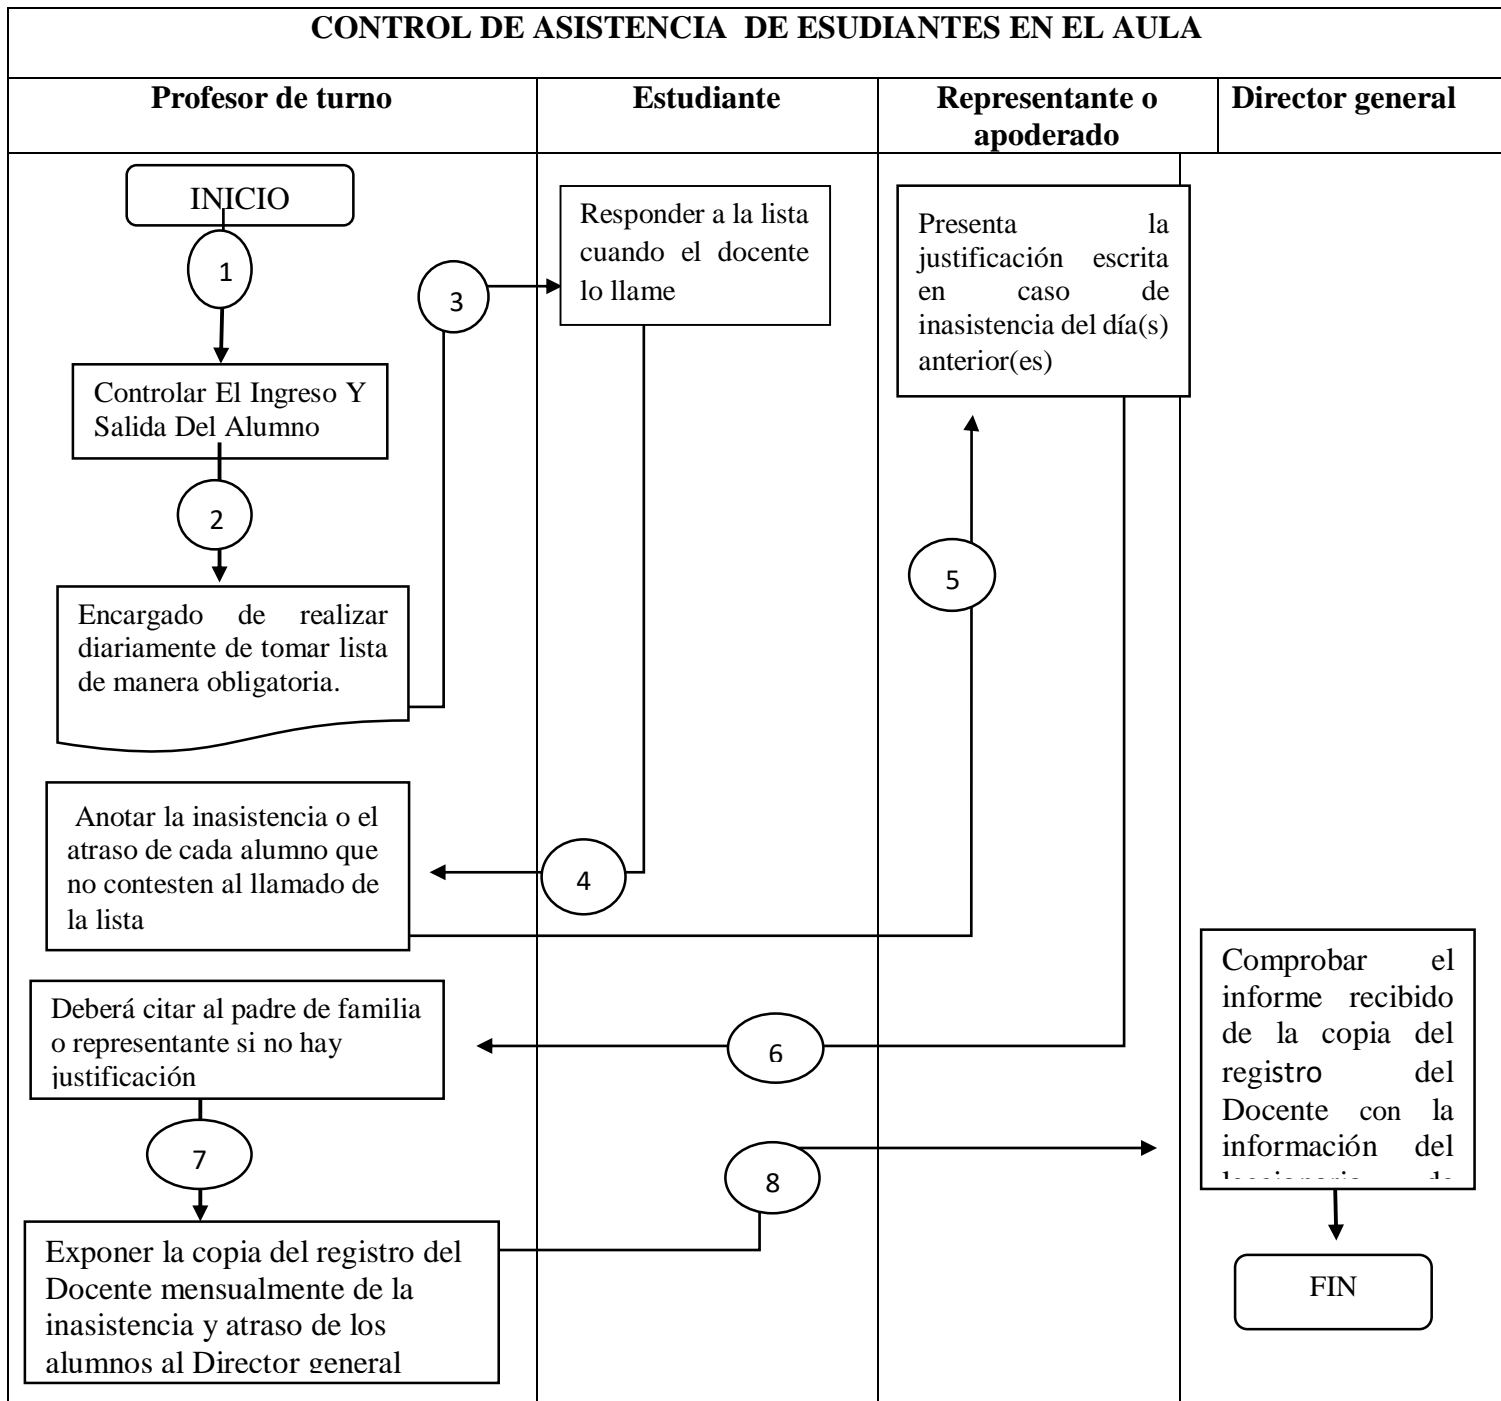 CONTROL DE ASISTENCIA DE ESUDIANTES EN EL AULA
Profesor de turno
Estudiante
Representante o
apoderado
Director general
INICIO
1
Controlar El Ingreso Y
Salida Del Alumno
2
Encargado de realizar
diariamente de tomar lista
de manera obligatoria.
3
Responder a la lista
cuando el docente
lo llame
4
Anotar la inasistencia o el
atraso de cada alumno que
no contesten al llamado de
la lista
5
Presenta la
justificación escrita
en caso de
inasistencia del día(s)
anterior(es)
6
Deberá citar al padre de familia
o representante si no hay
justificación
7
Exponer la copia del registro del
Docente mensualmente de la
inasistencia y atraso de los
alumnos al Director general
8
Comprobar el
informe recibido
de la copia del
registro del
Docente con la
información del
de
FIN